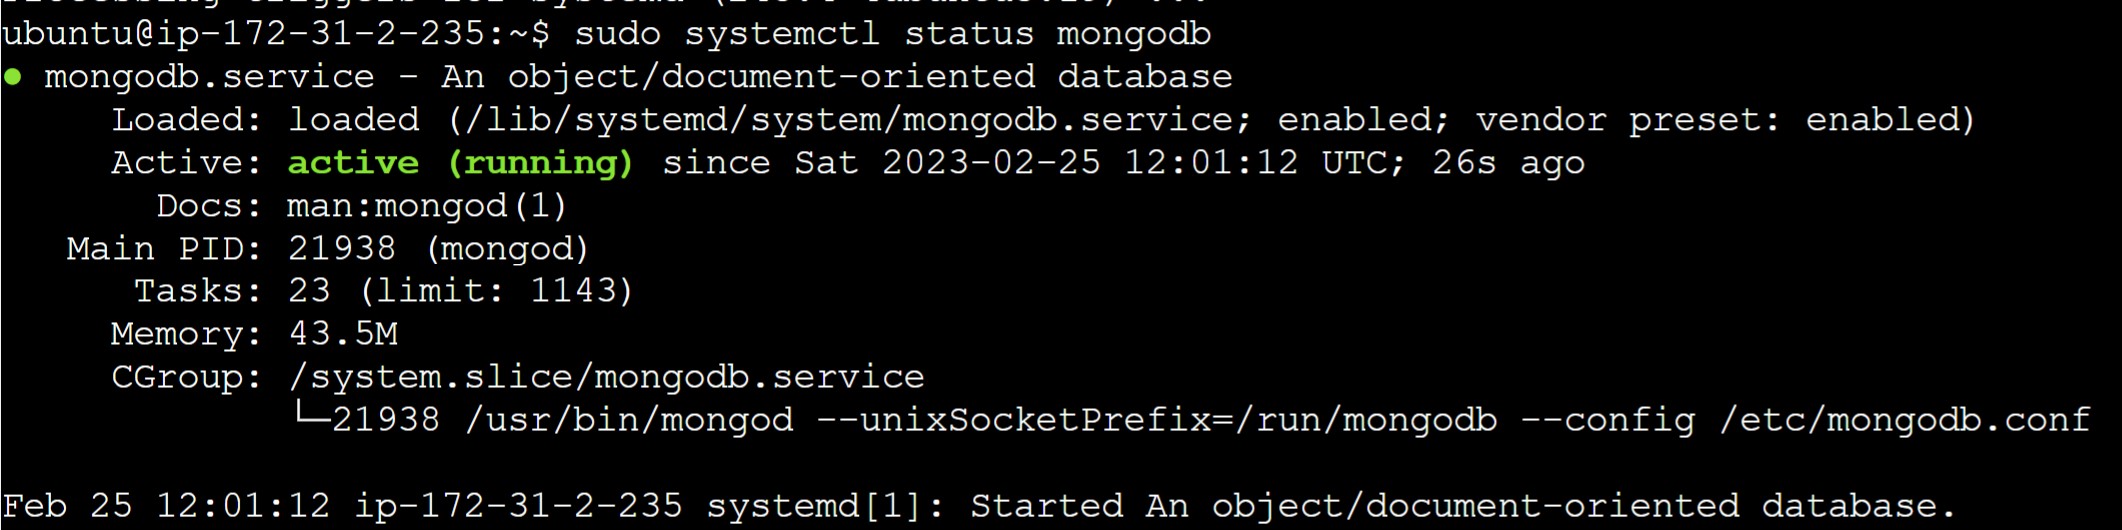 ubuntu@ip-172-31-2-235:~$ sudo systemctl status mongodb
● mongodb.service - An object/document-oriented database
     Loaded: loaded (/lib/systemd/system/mongodb.service; enabled; vendor preset: enabled)
     Active: active (running) since Sat 2023-02-25 12:01:12 UTC; 26s ago
       Docs: man:mongod(1)
   Main PID: 21938 (mongod)
      Tasks: 23 (limit: 1143)
     Memory: 43.5M
     CGroup: /system.slice/mongodb.service
             └─21938 /usr/bin/mongod --unixSocketPrefix=/run/mongodb --config /etc/mongodb.conf
Feb 25 12:01:12 ip-172-31-2-235 systemd[1]: Started An object/document-oriented database.